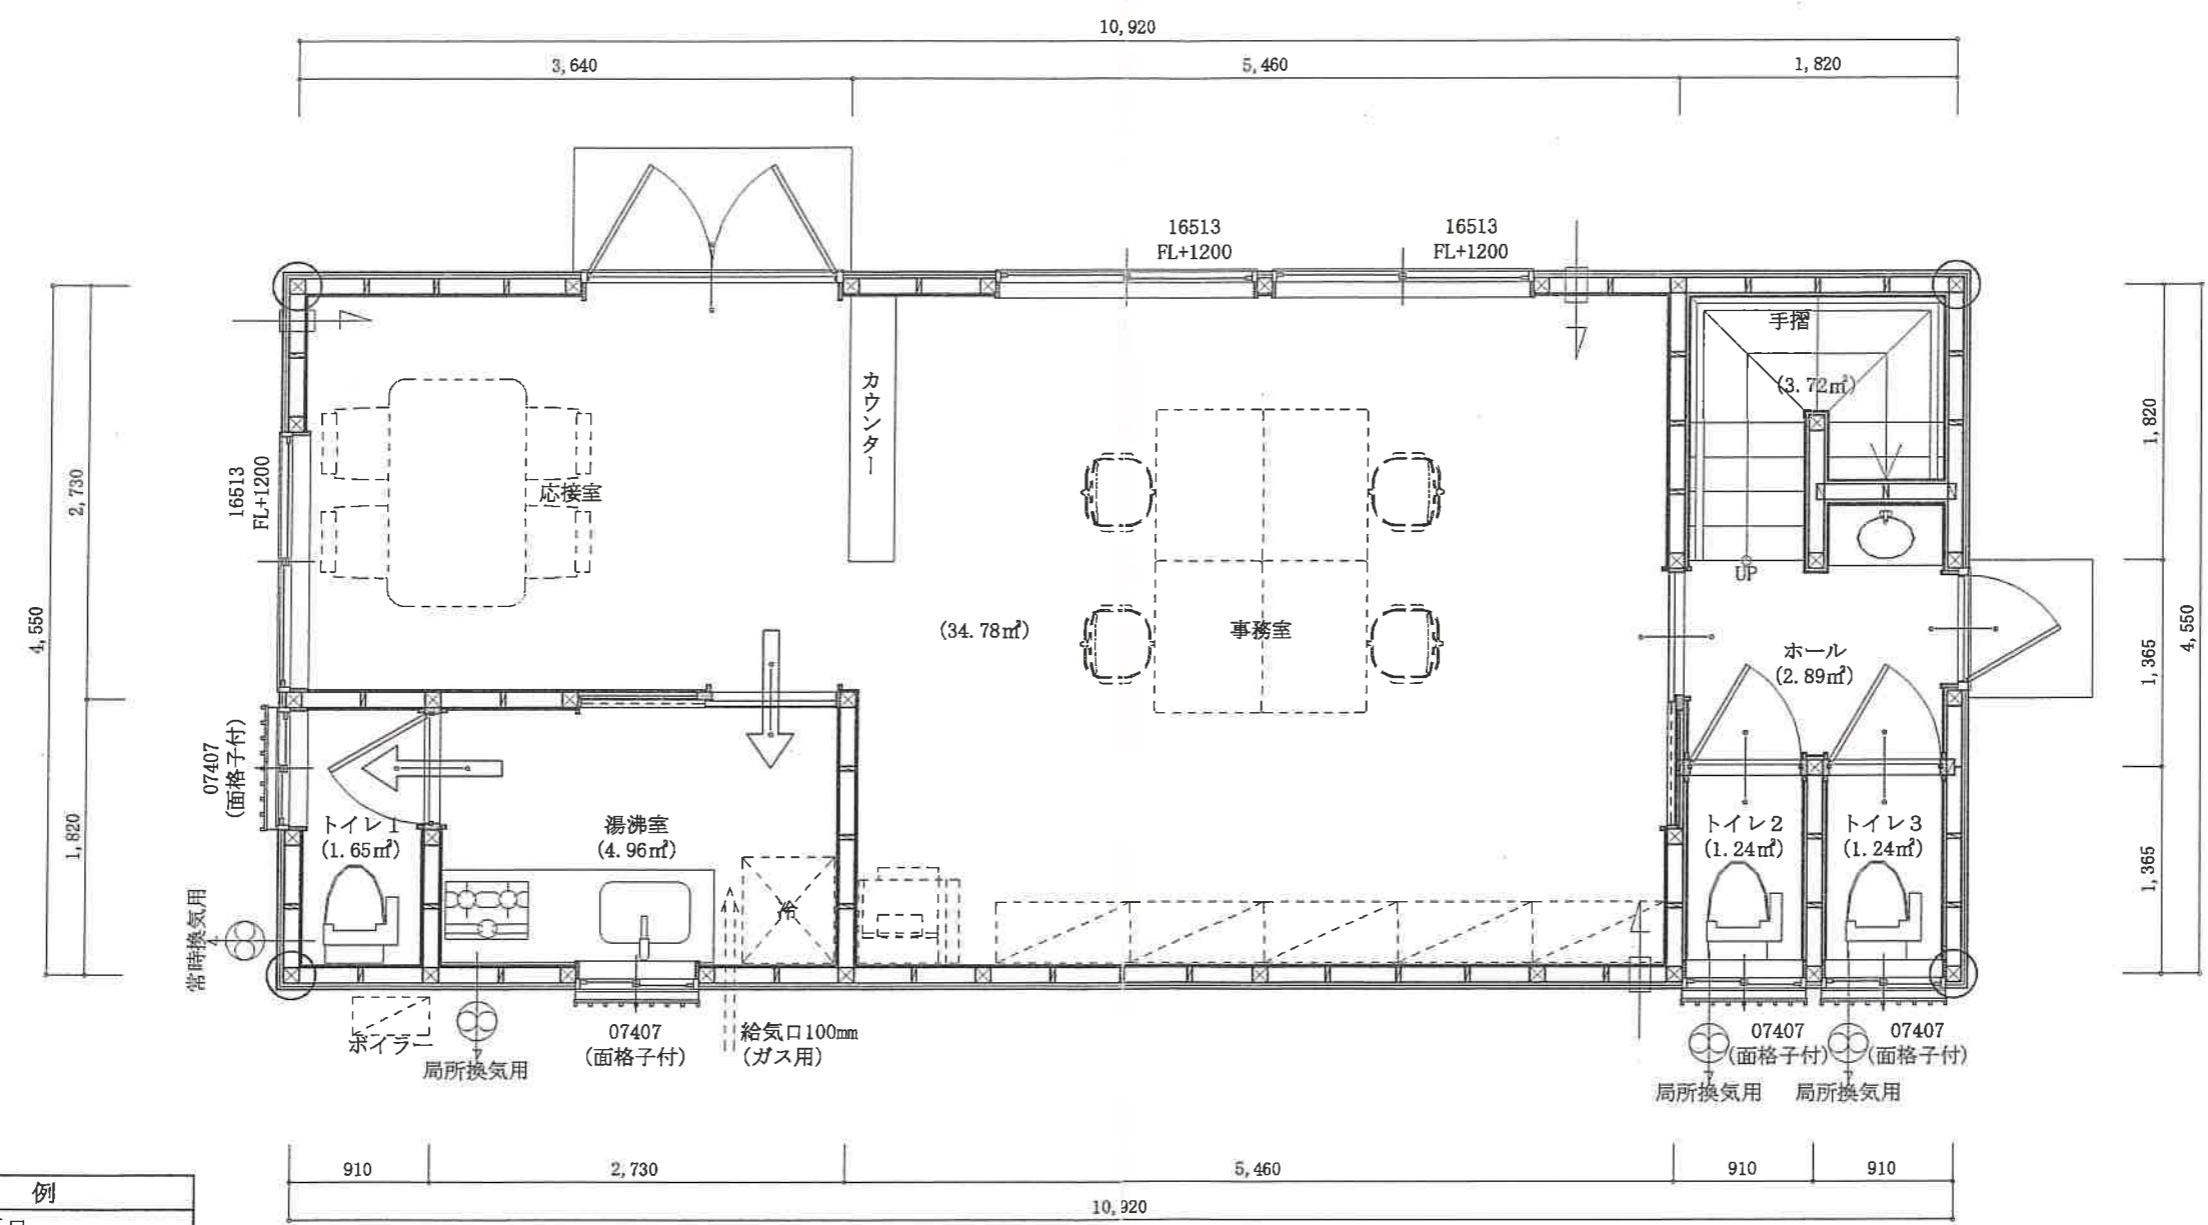 10,920
3,640
5,460
1,820
16513
FL+1200
16513
FL+1200
手摺
(3.72㎡)
カウンター
16513
FL+1200
応接室
4,550
2,730
1,820
1,820
1,365
1,365
4,550
UP
(34.78㎡)
事務室
ホール
(2.89㎡)
07407
(面格子付)
トイレ1
(1.65㎡)
湯沸室
(4.96㎡)
冷
トイレ2
(1.24㎡)
トイレ3
(1.24㎡)
常時換気用
ボイラー
局所換気用
07407
(面格子付)
給気口100mm
(ガス用)
07407
(面格子付)
07407
(面格子付)
局所換気用
局所換気用
910
2,730
5,460
910
910
10,920
例